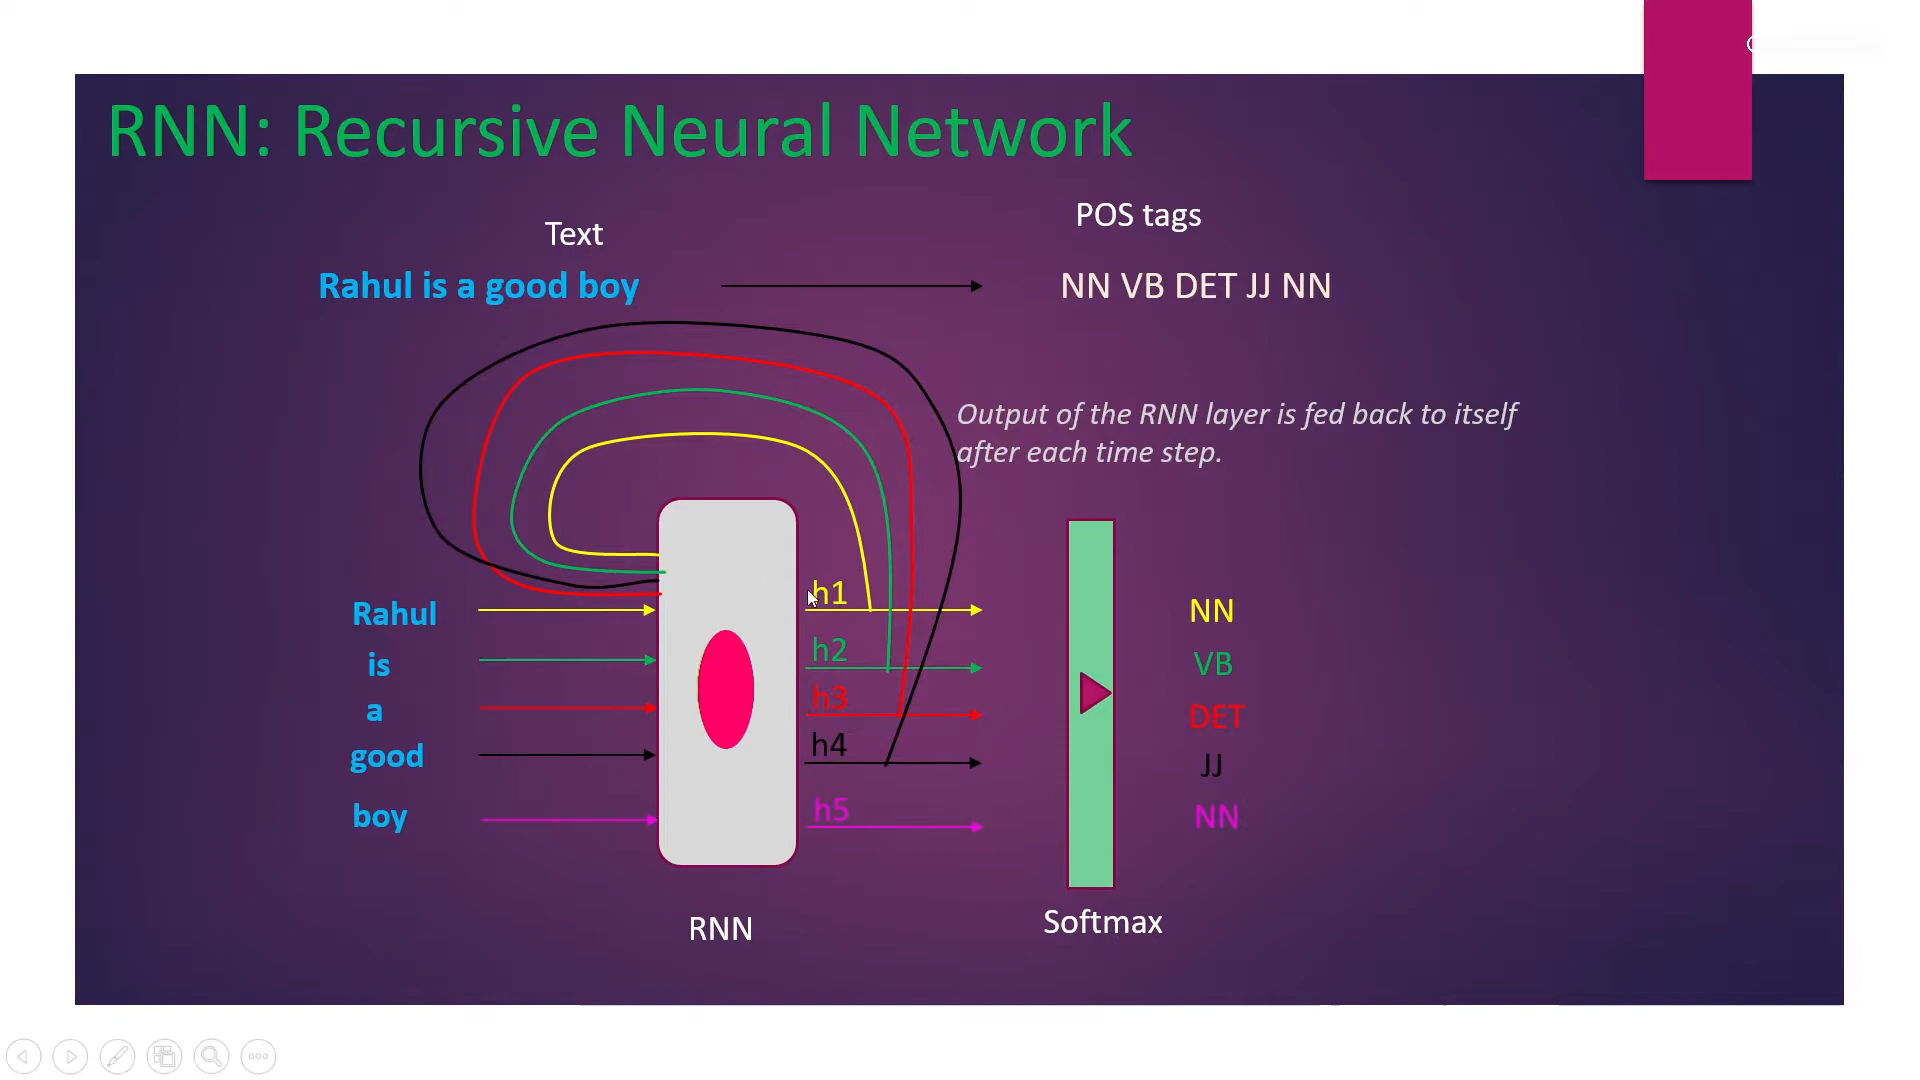 RNN: Recursive Neural Network
Text
POS tags
Rahul is a good boy
NN VB DET JJ NN
Output of the RNN layer is fed back to itself
after each time step.
Rahul
h1
NN
is
h2
VB
a
h3
DET
good
h4
JJ
boy
h5
NN
RNN
Softmax